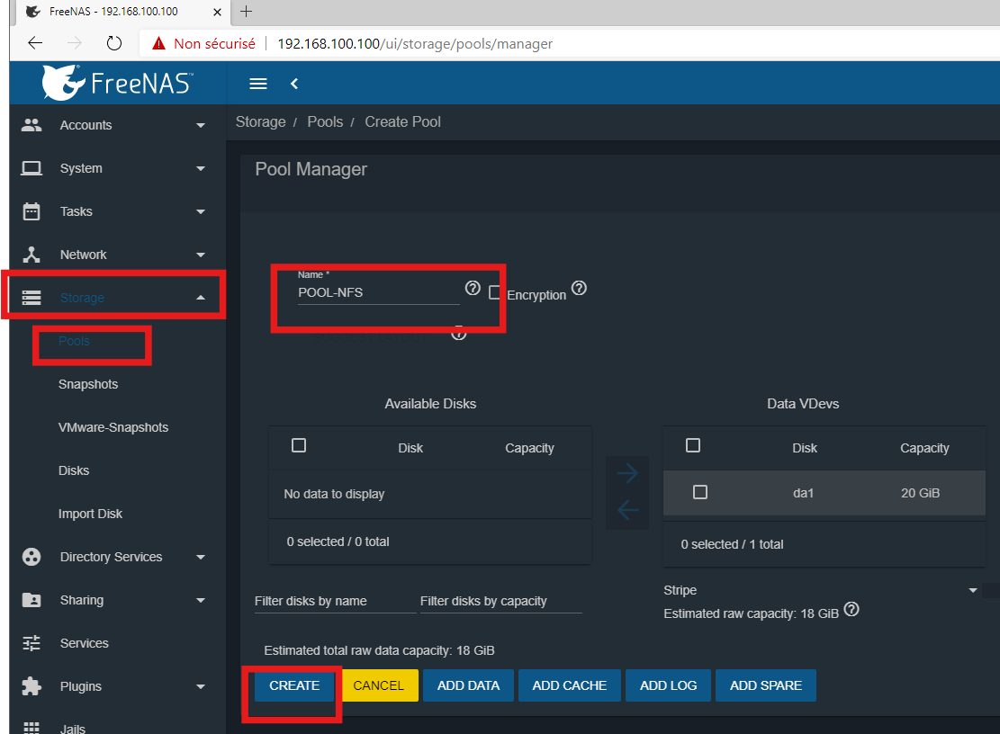 FreeNAS - 192.168.100.100
Non sécurisé 192.168.100.100/ui/storage/pools/manager
FreeNAS
Accounts
System
Tasks
Network
Storage
Pools
Snapshots
VMware-Snapshots
Disks
Import Disk
Directory Services
Sharing
Services
Plugins
Jails
Storage / Pools / Create Pool
Pool Manager
Name *
POOL-NFS
Encryption
Available Disks
Disk Capacity
No data to display
0 selected / 0 total
Filter disks by name Filter disks by capacity
Data VDevs
Disk Capacity
da1 20 GiB
0 selected / 1 total
Stripe
Estimated raw capacity: 18 GiB
Estimated total raw data capacity: 18 GiB
CREATE CANCEL ADD DATA ADD CACHE ADD LOG ADD SPARE